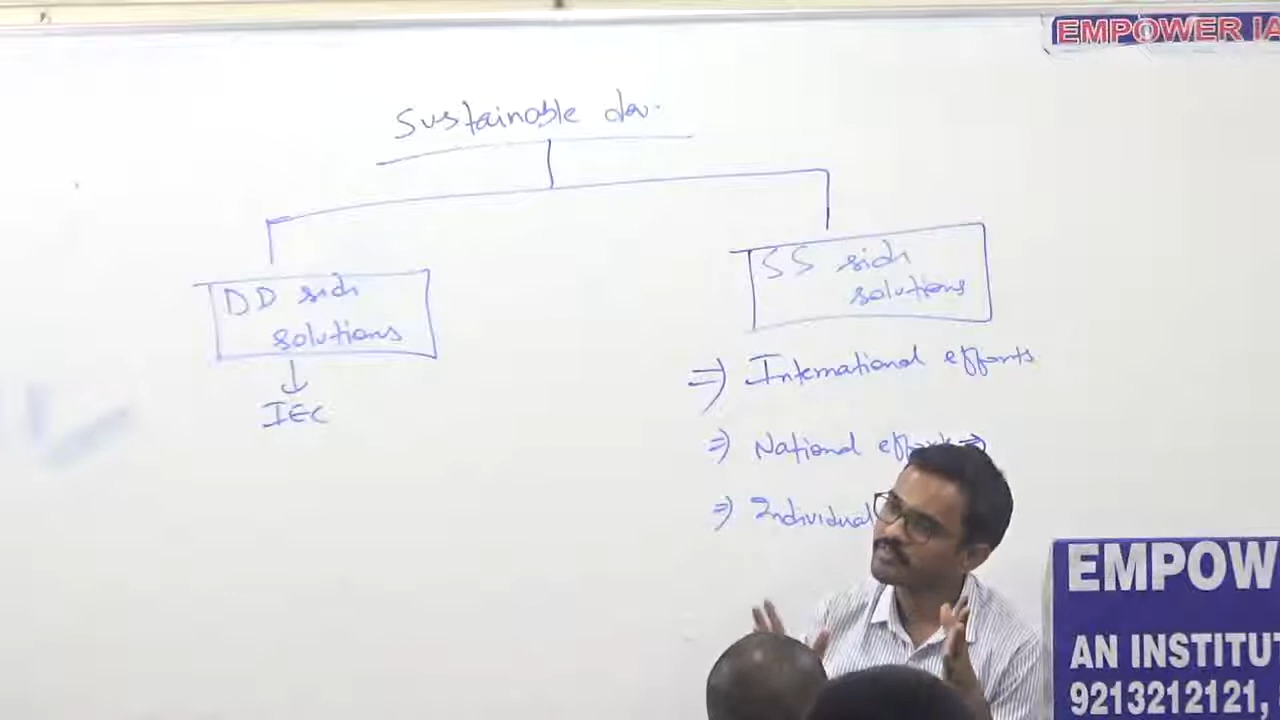 EMPOWER IA
Sustainable dev.
DD side
solutions
IEC
SS side
solutions
⇒ International efforts
⇒ National efforts ⇒
⇒ Individual
EMPOW
AN INSTITUT
9213212121,